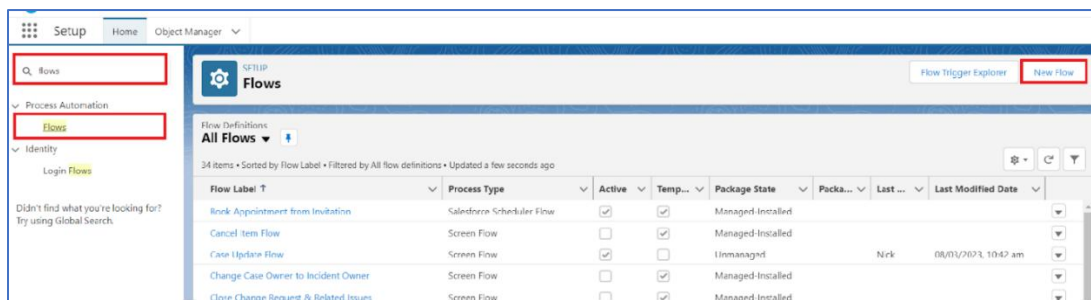 Setup Home Object Manager
flows
Process Automation
Flows
Identity
Login Flows
Didn't find what you're looking for?
Try using Global Search.
SETUP
Flows
Flow Trigger Explorer New Flow
Flow Definitions
All Flows
34 items • Sorted by Flow Label • Filtered by All flow definitions • Updated a few seconds ago
Flow Label ↑ Process Type Active Temp... Package State Packa... Last ... Last Modified Date
Book Appointment from Invitation Salesforce Scheduler Flow Managed-Installed
Cancel Item Flow Screen Flow Managed-Installed
Case Update Flow Screen Flow Unmanaged Nick 08/03/2023, 10:42 am
Change Case Owner to Incident Owner Screen Flow Managed-Installed
Close Change Request & Related Issues Screen Flow Managed-Installed